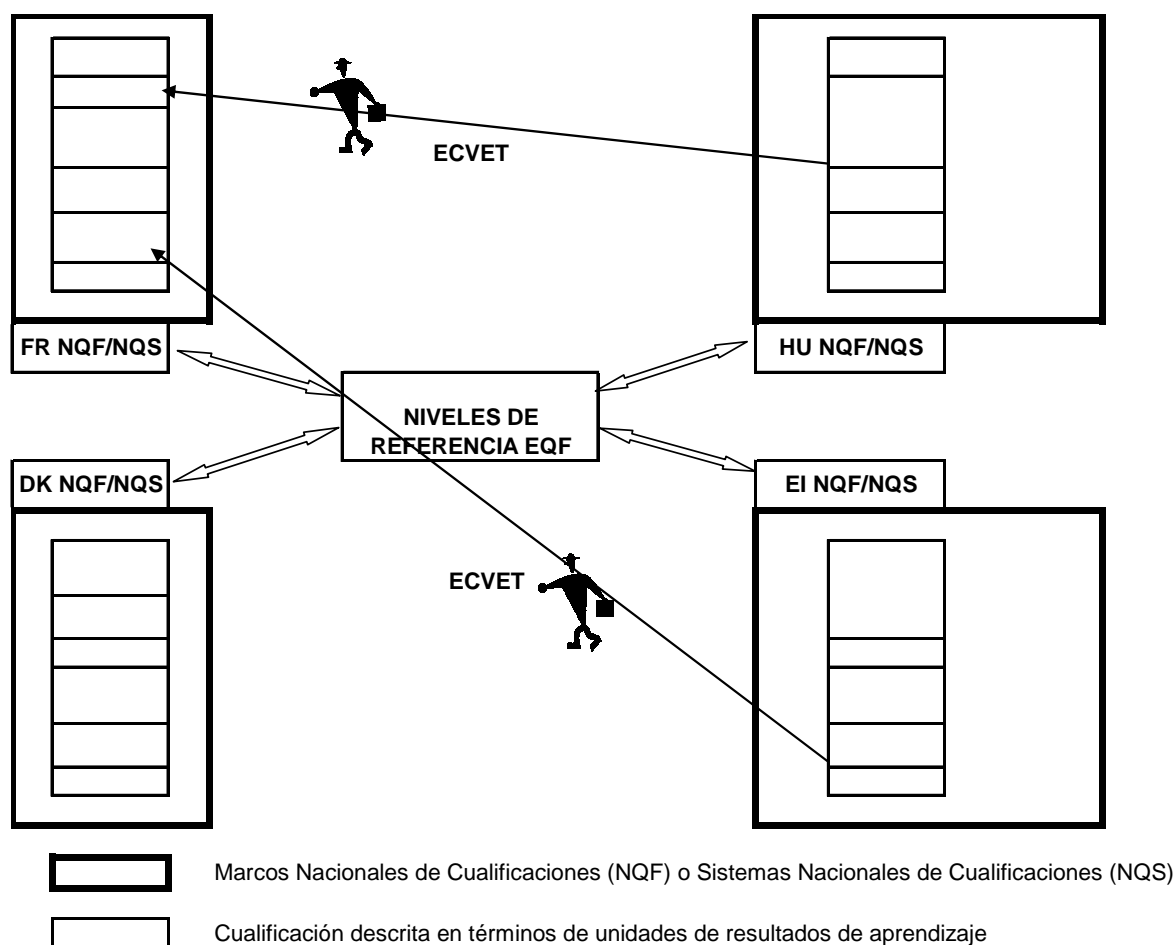 ECVET
FR NQF/NQS
HU NQF/NQS
NIVELES DE
REFERENCIA EQF
DK NQF/NQS
EI NQF/NQS
ECVET
Marcos Nacionales de Cualificaciones (NQF) o Sistemas Nacionales de Cualificaciones (NQS)
Cualificación descrita en términos de unidades de resultados de aprendizaje